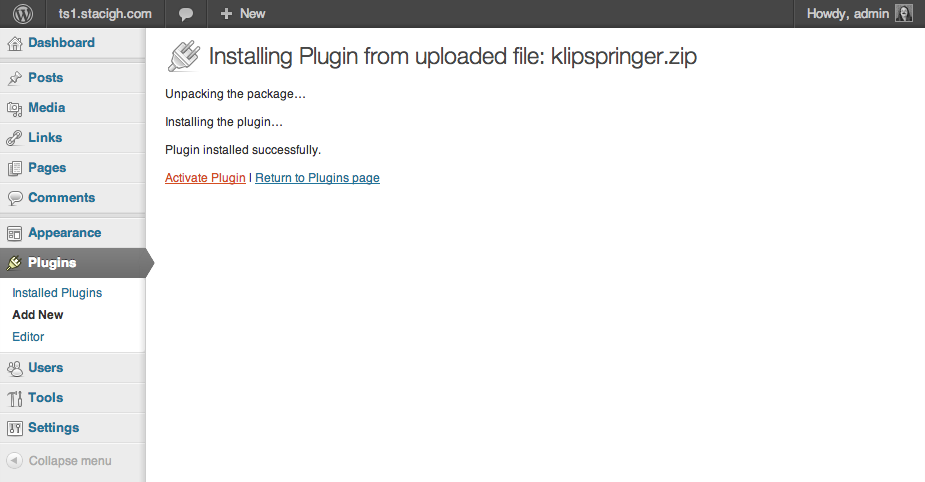 ts1.stacigh.com + New Howdy, admin
Dashboard
Posts
Media
Links
Pages
Comments
Appearance
Plugins
Installed Plugins
Add New
Editor
Users
Tools
Settings
Collapse menu
Installing Plugin from uploaded file: klipspringer.zip
Unpacking the package…
Installing the plugin…
Plugin installed successfully.
Activate Plugin | Return to Plugins page